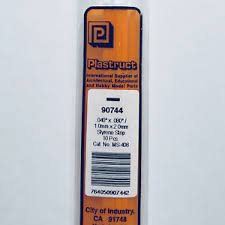 Plastruct
International Supplier of
Architectural, Educational
and Hobby Model Parts
90744
.040" x .080" /
1.0mm x 2.0mm
Styrene Strip
10 Pcs
Cat. No. MS-408
764050907442
City of Industry,
CA 91748